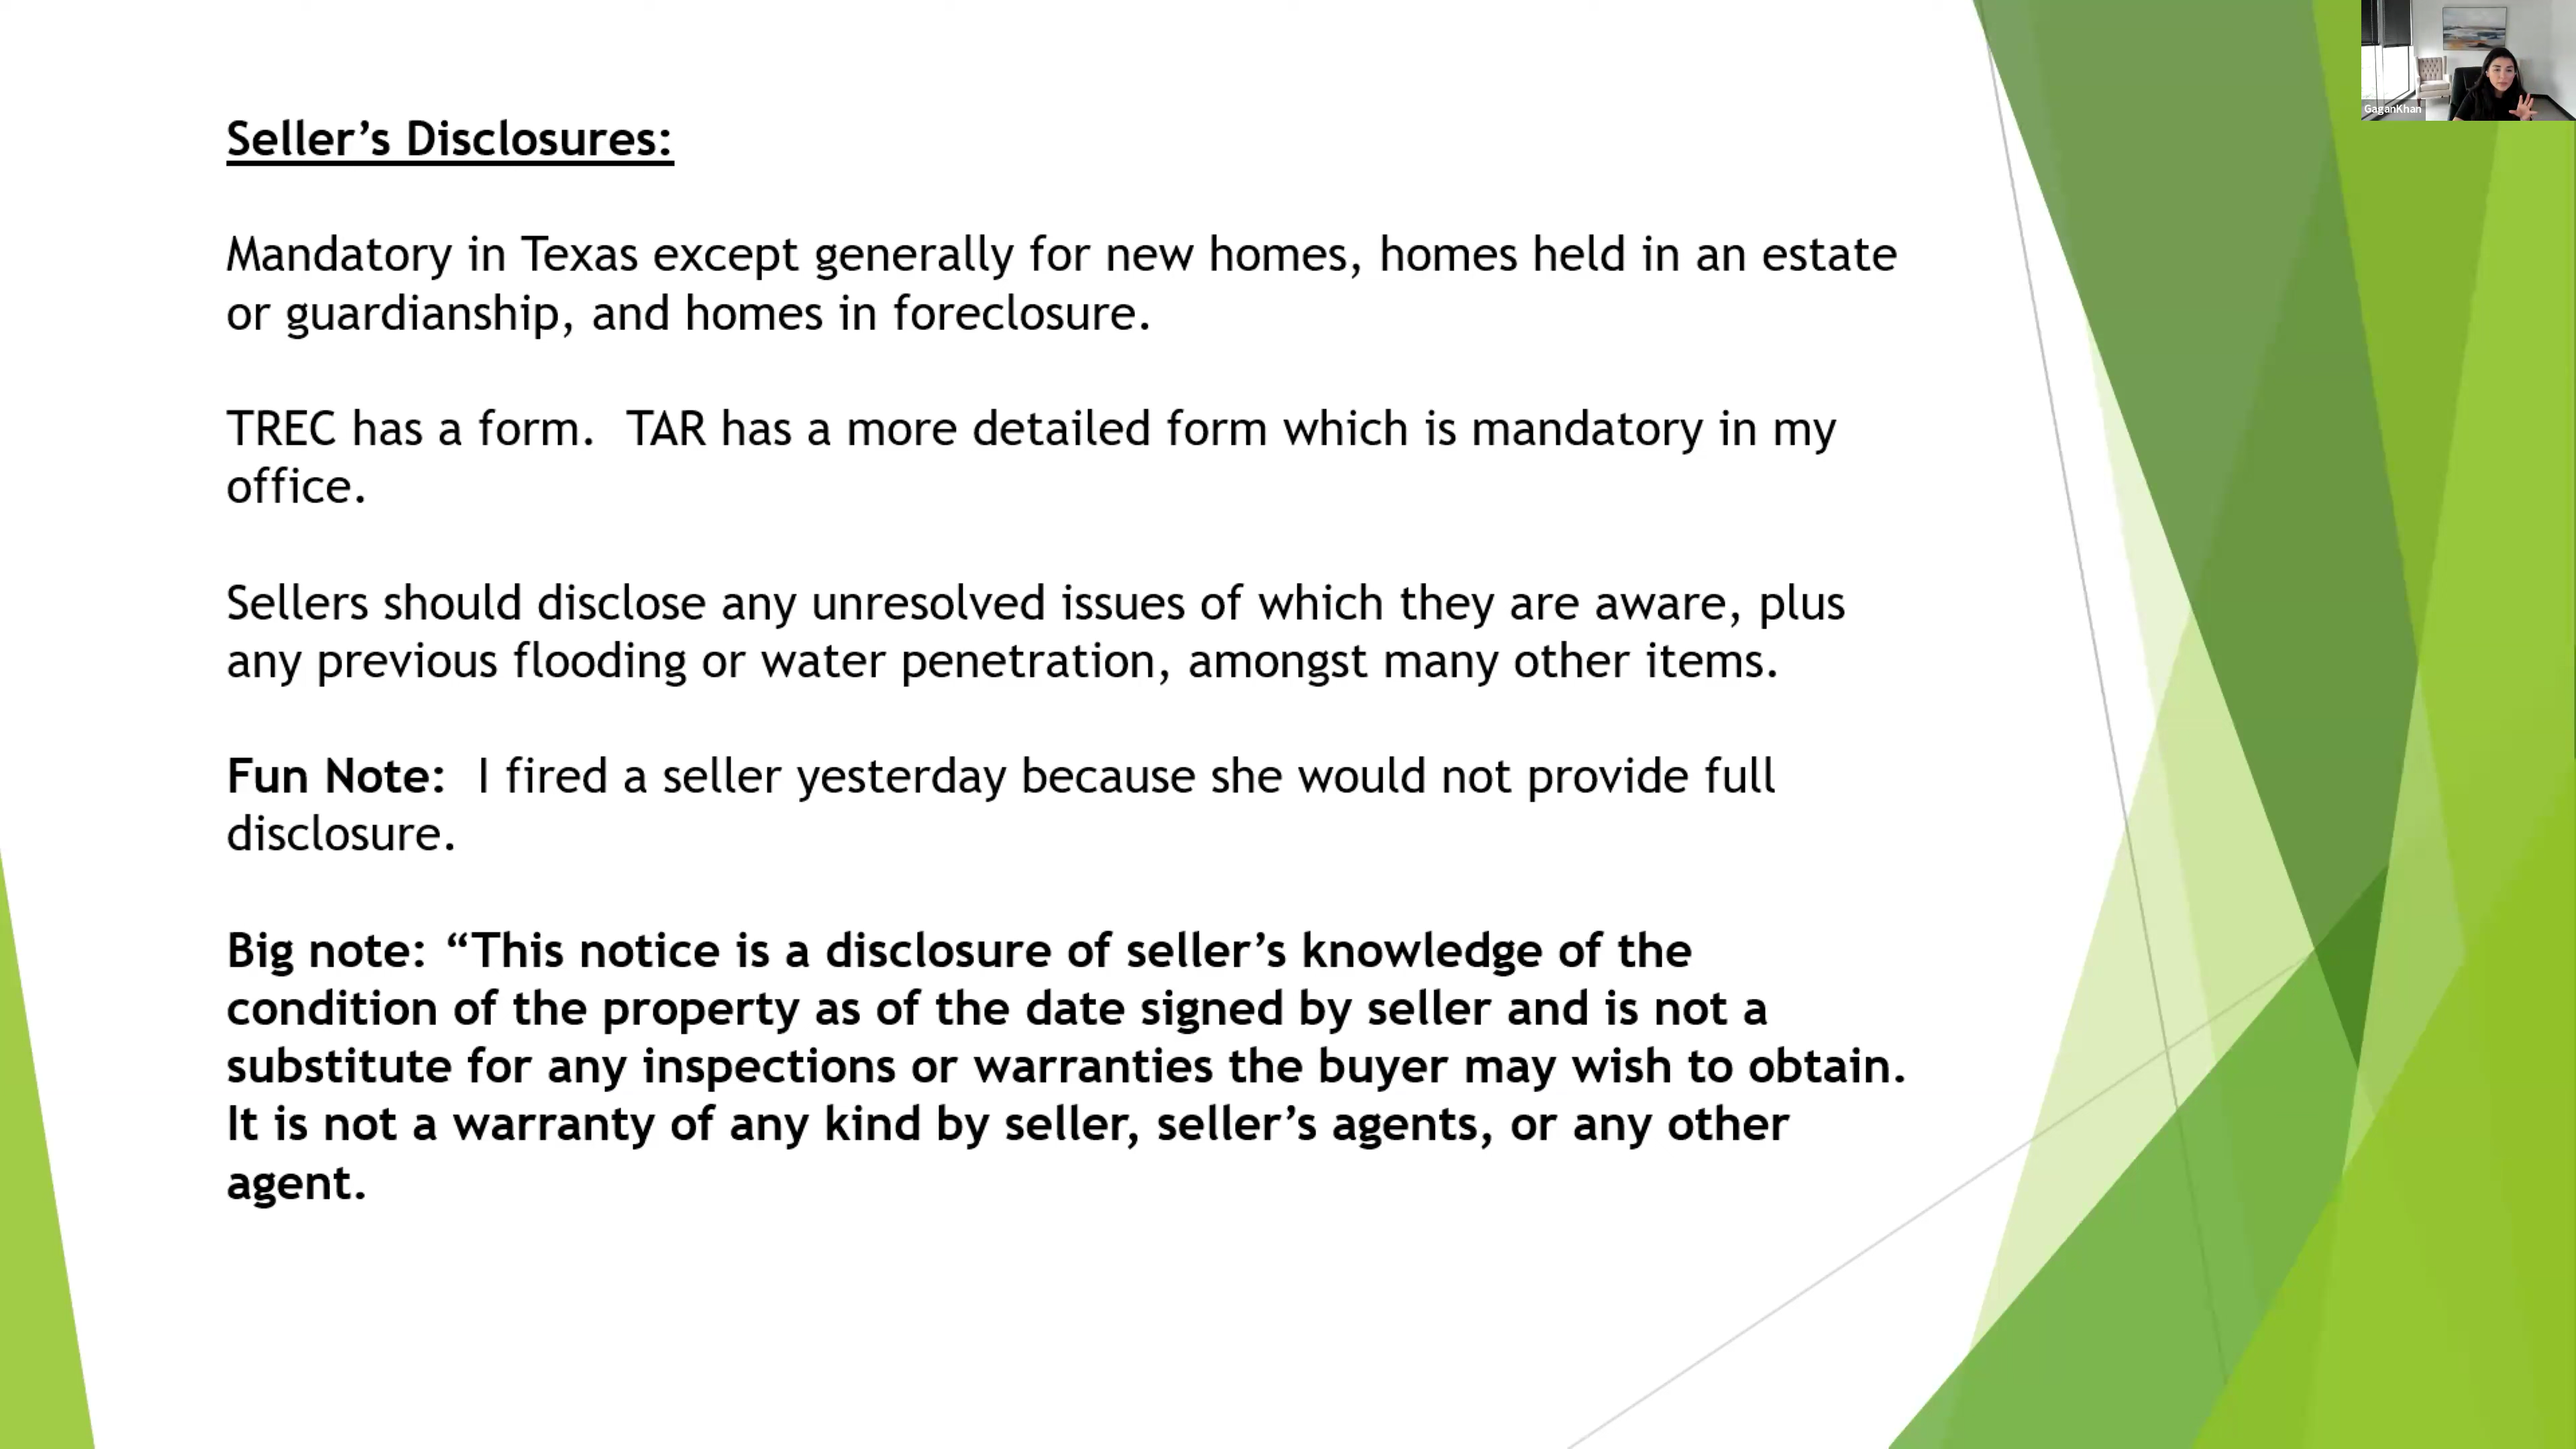 Seller’s Disclosures:
Mandatory in Texas except generally for new homes, homes held in an estate
or guardianship, and homes in foreclosure.
TREC has a form.  TAR has a more detailed form which is mandatory in my
office.
Sellers should disclose any unresolved issues of which they are aware, plus
any previous flooding or water penetration, amongst many other items.
Fun Note:  I fired a seller yesterday because she would not provide full
disclosure.
Big note: “This notice is a disclosure of seller’s knowledge of the
condition of the property as of the date signed by seller and is not a
substitute for any inspections or warranties the buyer may wish to obtain.
It is not a warranty of any kind by seller, seller’s agents, or any other
agent.
GaganKhan